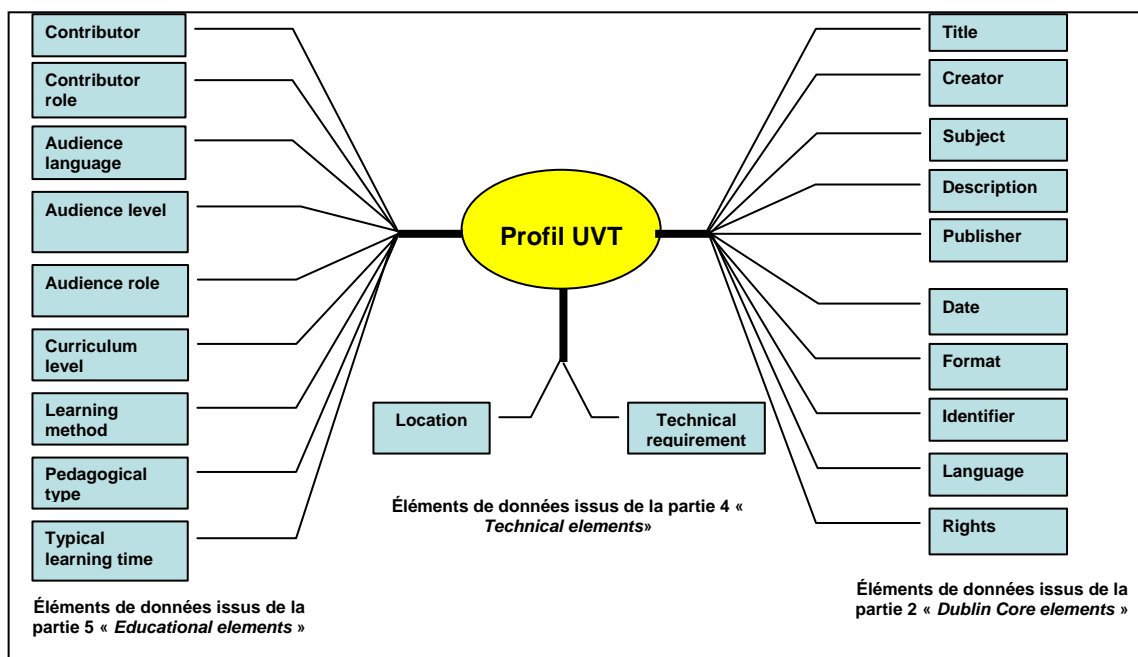 Contributor
Contributor
role
Audience
language
Audience level
Audience role
Curriculum
level
Learning
method
Pedagogical
type
Typical
learning time
Éléments de données issus de la
partie 5 « Educational elements »
Profil UVT
Location
Technical
requirement
Éléments de données issus de la partie 4 «
Technical elements»
Title
Creator
Subject
Description
Publisher
Date
Format
Identifier
Language
Rights
Éléments de données issus de la
partie 2 « Dublin Core elements »